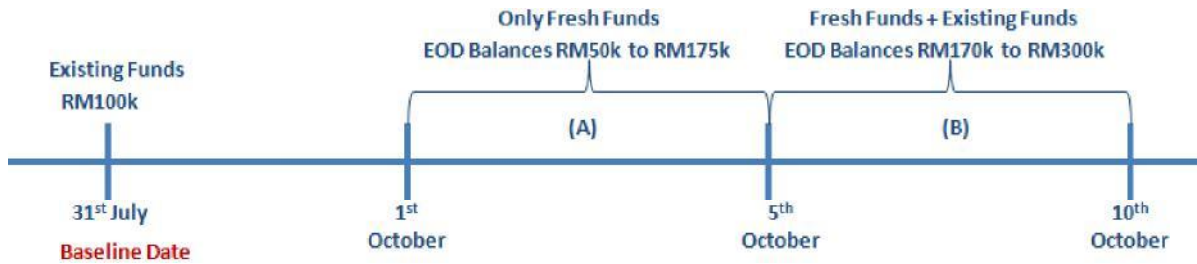 Only Fresh Funds
EOD Balances RM50k to RM175k
Fresh Funds + Existing Funds
EOD Balances RM170k to RM300k
Existing Funds
RM100k
(A)
(B)
31st July
Baseline Date
1st
October
5th
October
10th
October